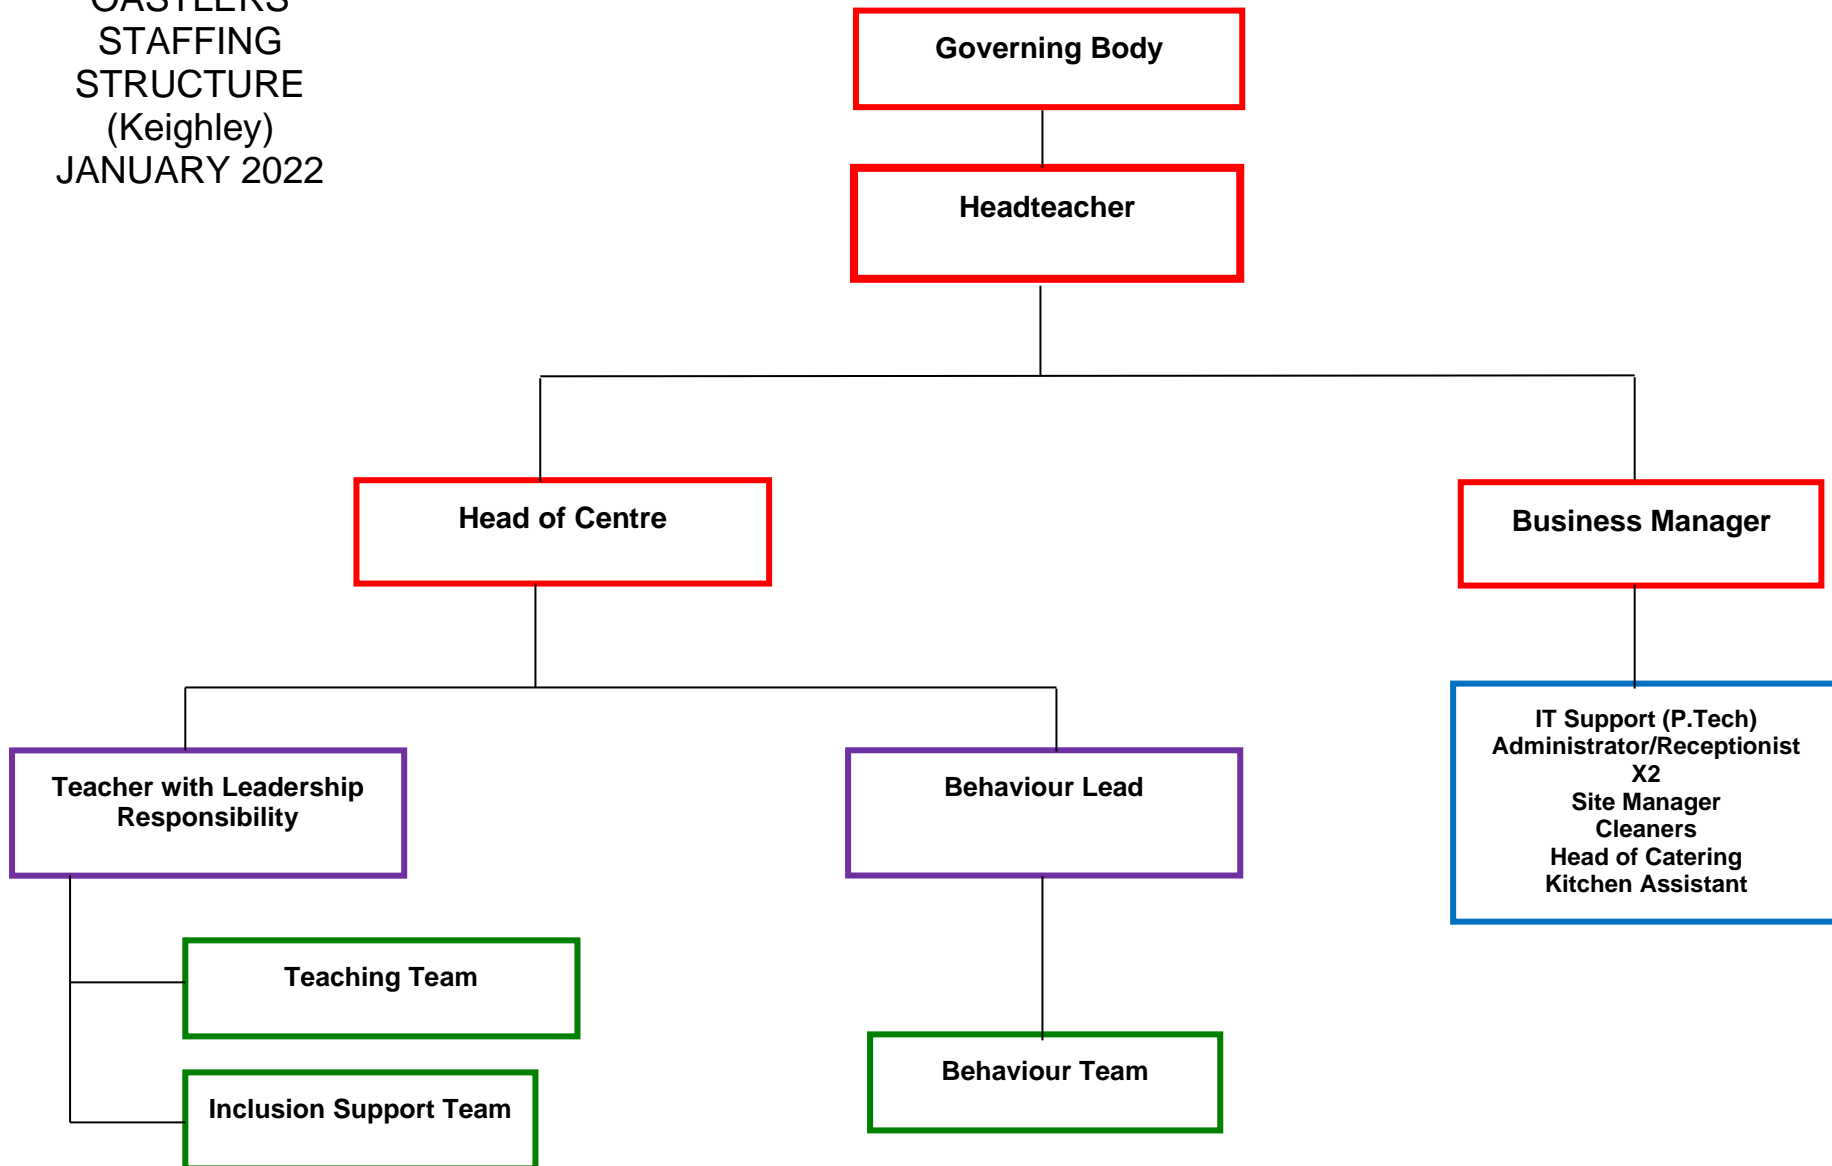 OASTLERS
STAFFING
STRUCTURE
(Keighley)
JANUARY 2022
Governing Body
Headteacher
Head of Centre
Business Manager
Teacher with Leadership
Responsibility
Behaviour Lead
IT Support (P.Tech)
Administrator/Receptionist
X2
Site Manager
Cleaners
Head of Catering
Kitchen Assistant
Teaching Team
Behaviour Team
Inclusion Support Team